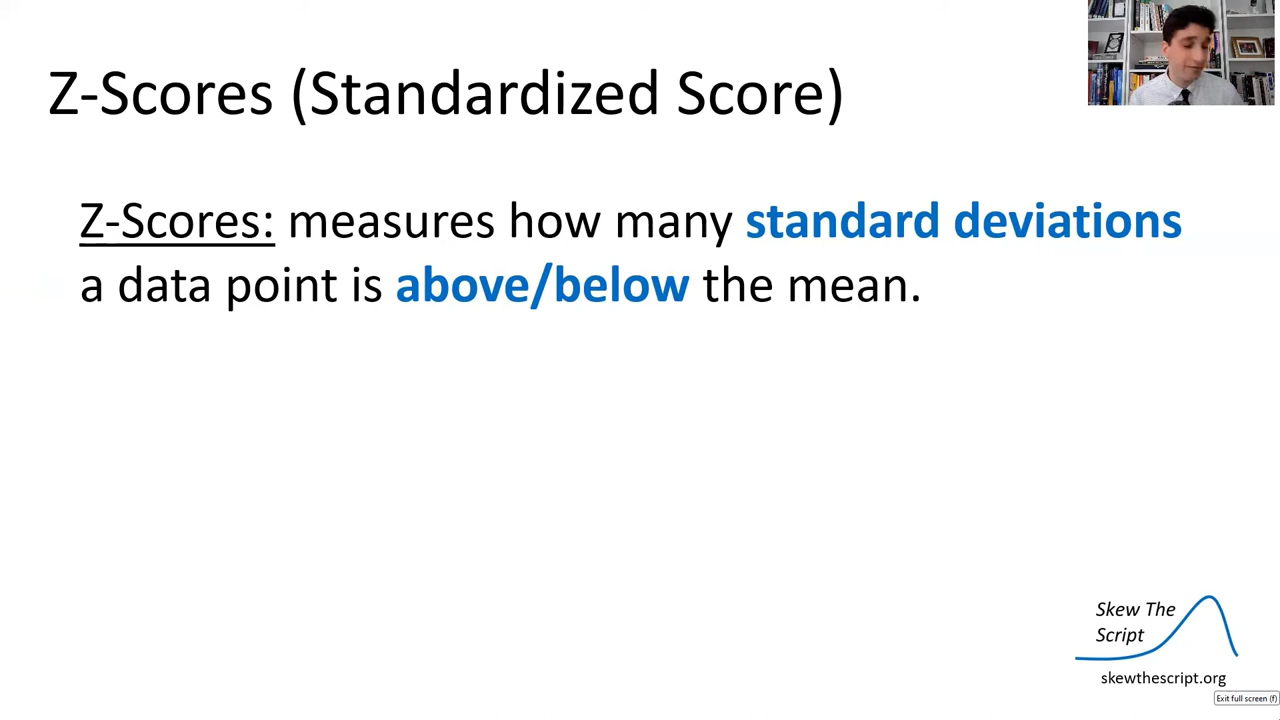 Z-Scores (Standardized Score)
Z-Scores: measures how many standard deviations
a data point is above/below the mean.
Skew The
Script
skewthescript.org
Exit full screen (f)